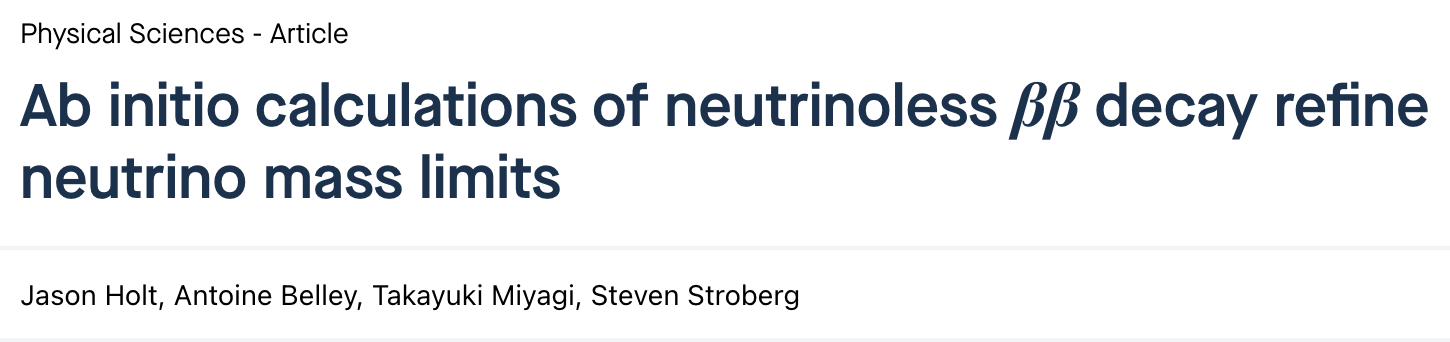 Physical Sciences - Article
Ab initio calculations of neutrinoless ββ decay refine
neutrino mass limits
Jason Holt, Antoine Belley, Takayuki Miyagi, Steven Stroberg